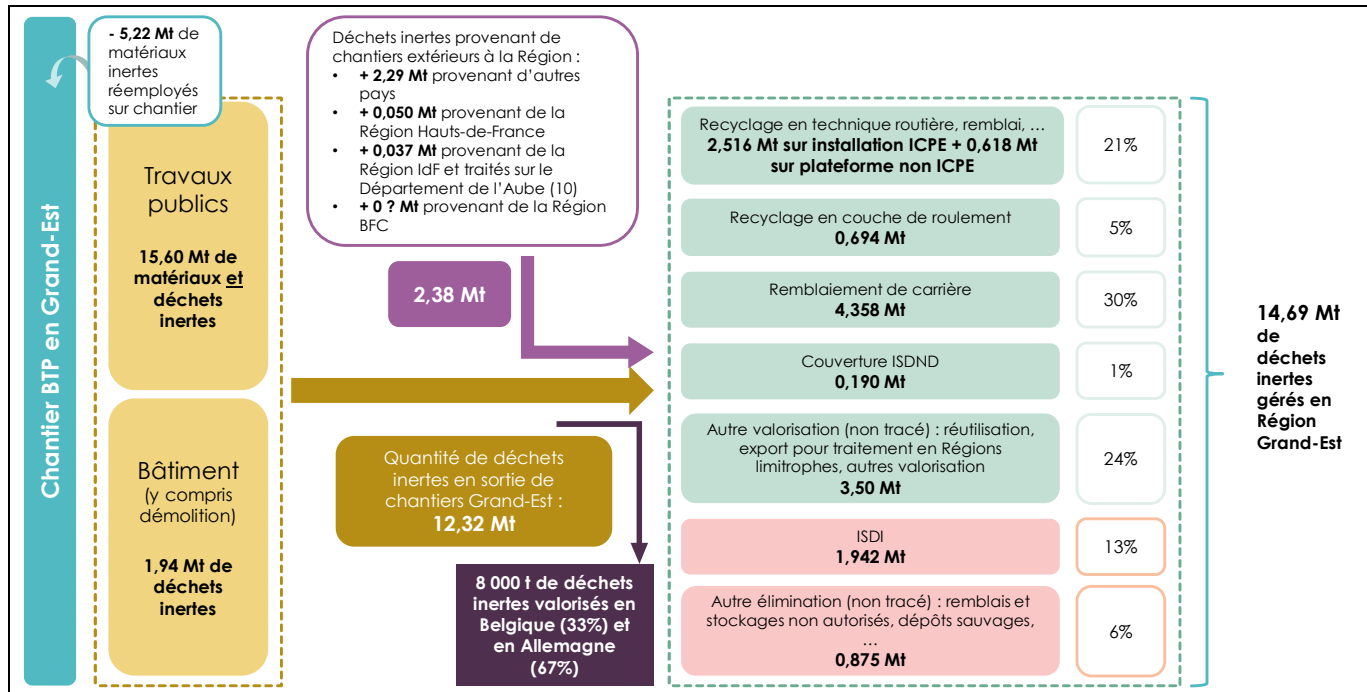 Chantier BTP en Grand-Est
- 5,22 Mt de
matériaux
inertes
réemployés
sur chantier
Travaux
publics
15,60 Mt de
matériaux et
déchets
inertes
Bâtiment
(y compris
démolition)
1,94 Mt de
déchets
inertes
Déchets inertes provenant de
chantiers extérieurs à la Région :
• + 2,29 Mt provenant d'autres
pays
• + 0,050 Mt provenant de la
Région Hauts-de-France
• + 0,037 Mt provenant de la
Région IdF et traités sur le
Département de l'Aube (10)
• + 0 ? Mt provenant de la Région
BFC
2,38 Mt
Quantité de déchets
inertes en sortie de
chantiers Grand-Est :
12,32 Mt
8 000 t de déchets
inertes valorisés en
Belgique (33%) et
en Allemagne
(67%)
Recyclage en technique routière, remblai, …
2,516 Mt sur installation ICPE + 0,618 Mt
sur plateforme non ICPE
21%
Recyclage en couche de roulement
0,694 Mt
5%
Remblaiement de carrière
4,358 Mt
30%
Couverture ISDND
0,190 Mt
1%
Autre valorisation (non tracé) : réutilisation,
export pour traitement en Régions
limitrophes, autres valorisation
3,50 Mt
24%
ISDI
1,942 Mt
13%
Autre élimination (non tracé) : remblais et
stockages non autorisés, dépôts sauvages,
…
0,875 Mt
6%
14,69 Mt
de
déchets
inertes
gérés en
Région
Grand-Est